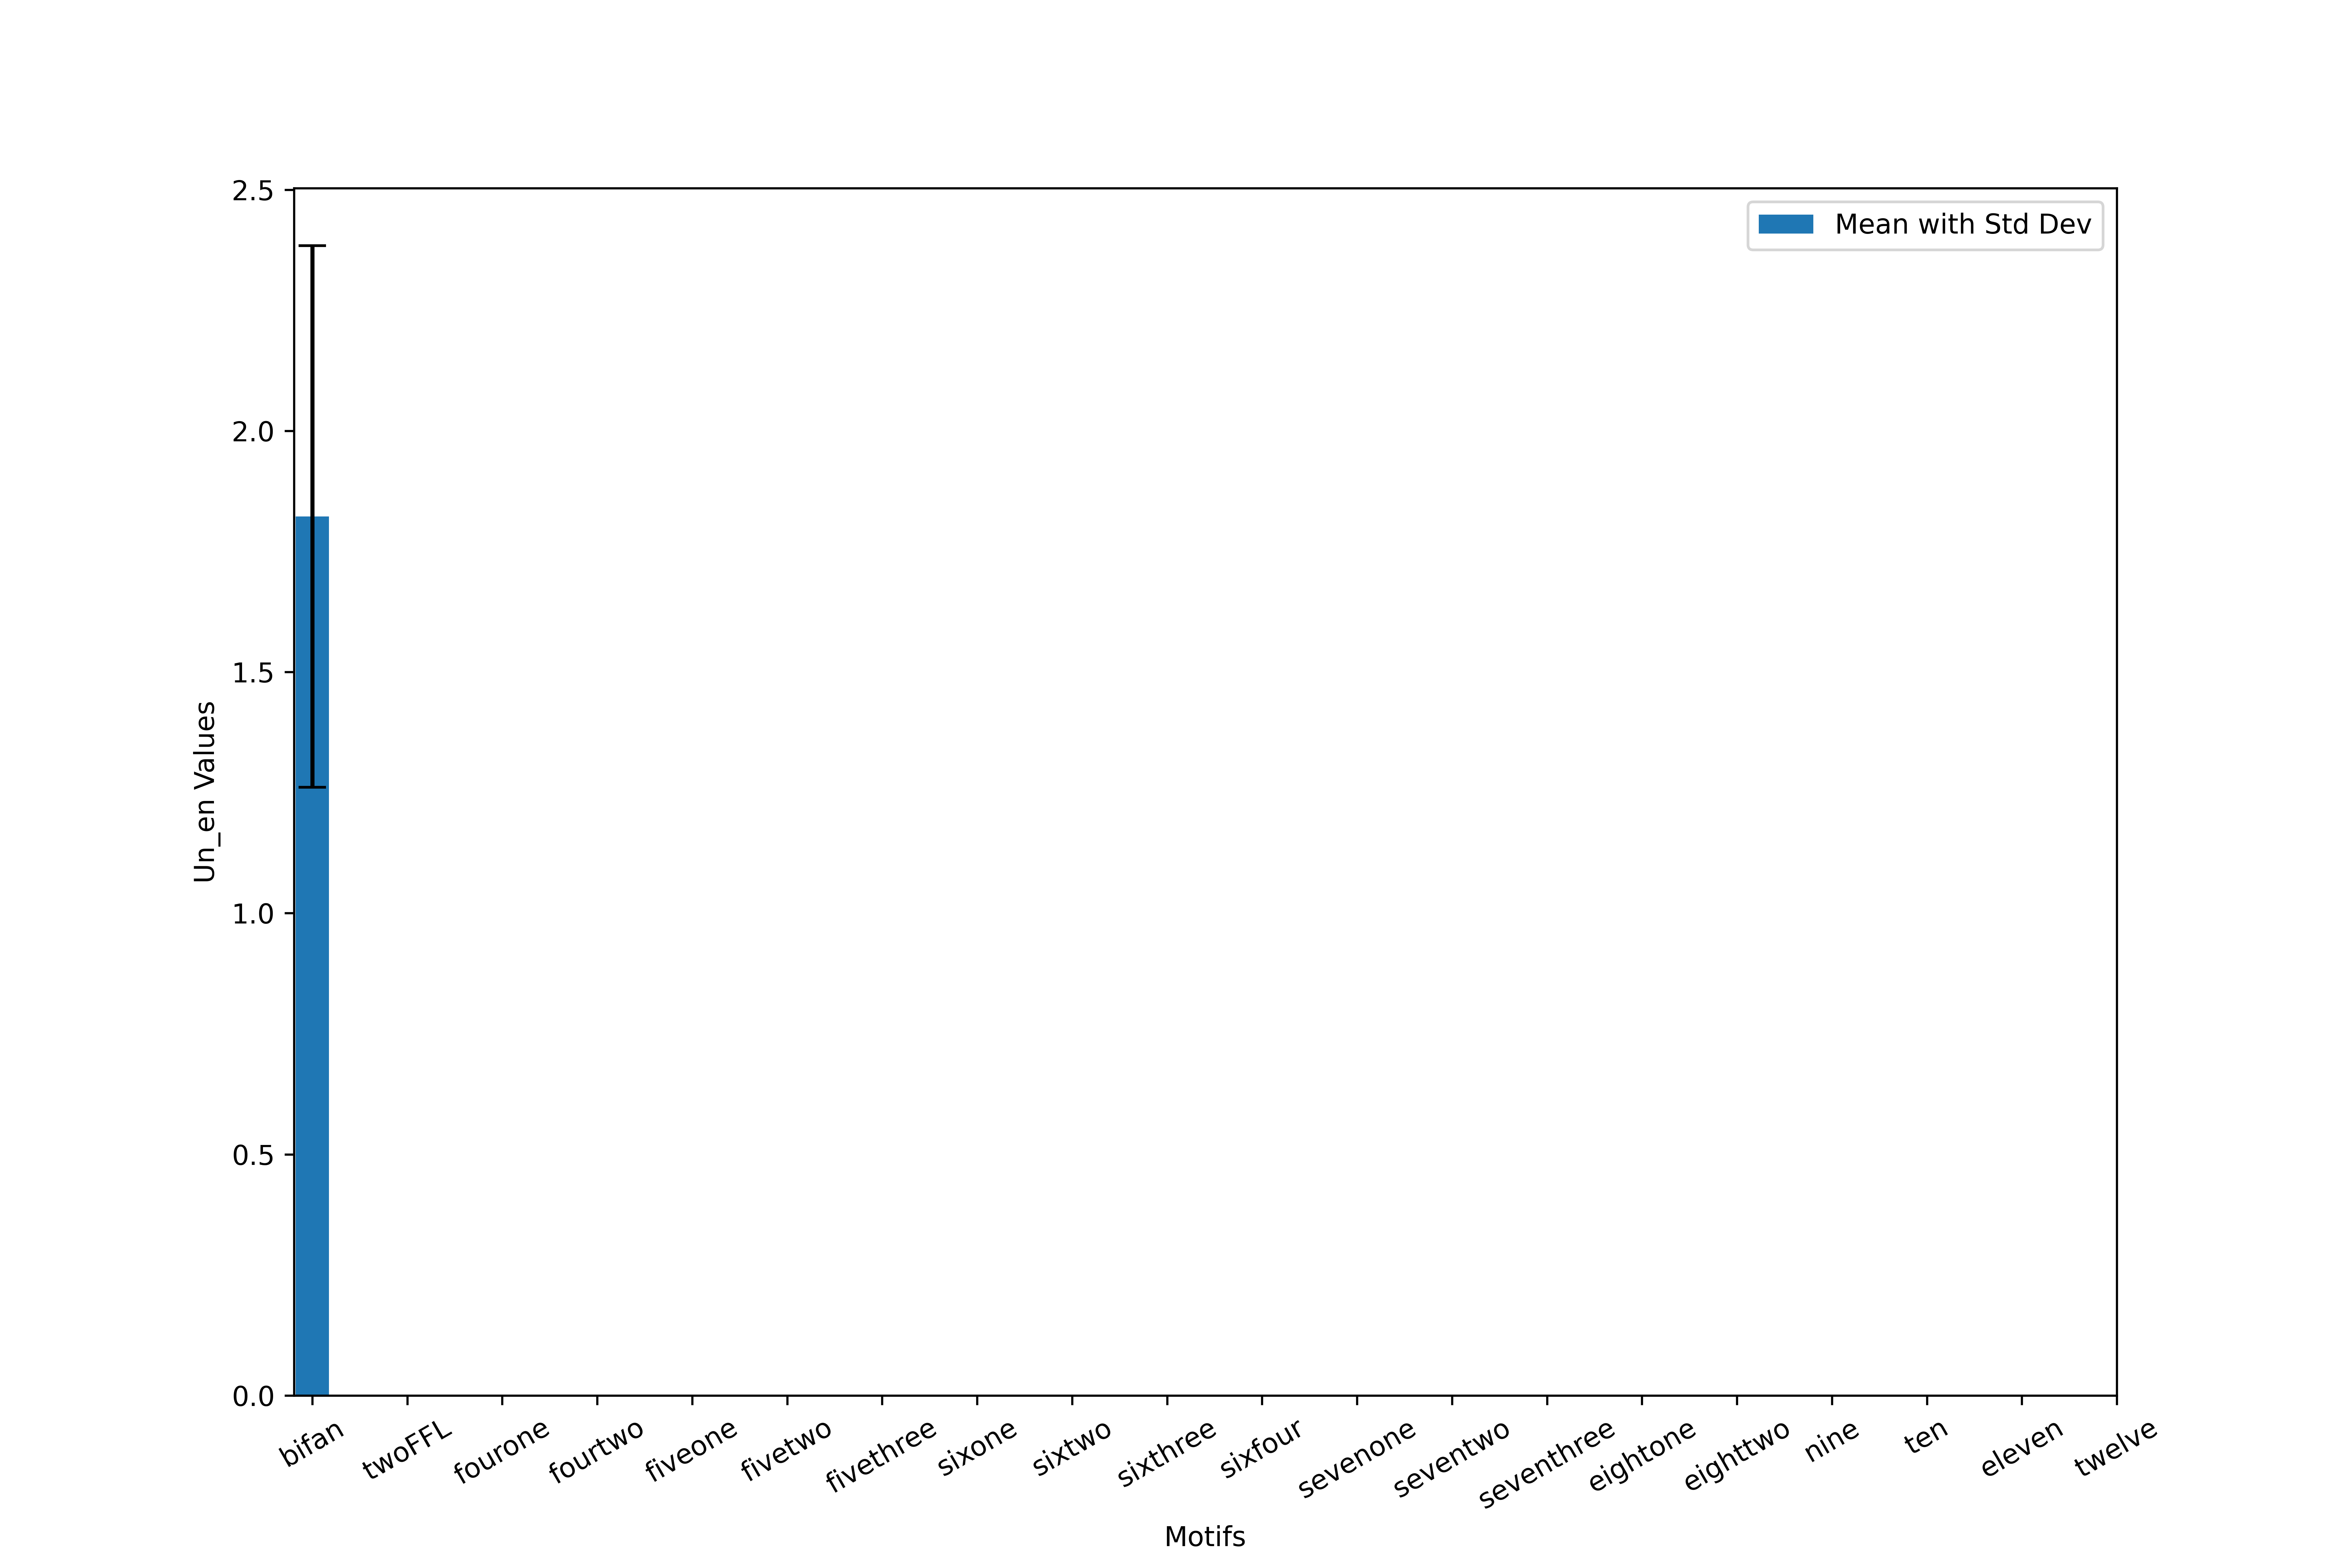 2.5
2.0
1.5
1.0
0.5
0.0
Un_en Values
Mean with Std Dev
bifan
twoFFL
fourone
fourtwo
fiveone
fivetwo
fivethree
sixone
sixtwo
sixthree
sixfour
sevenone
seventwo
seventhree
eightone
eighttwo
nine
ten
eleven
twelve
Motifs